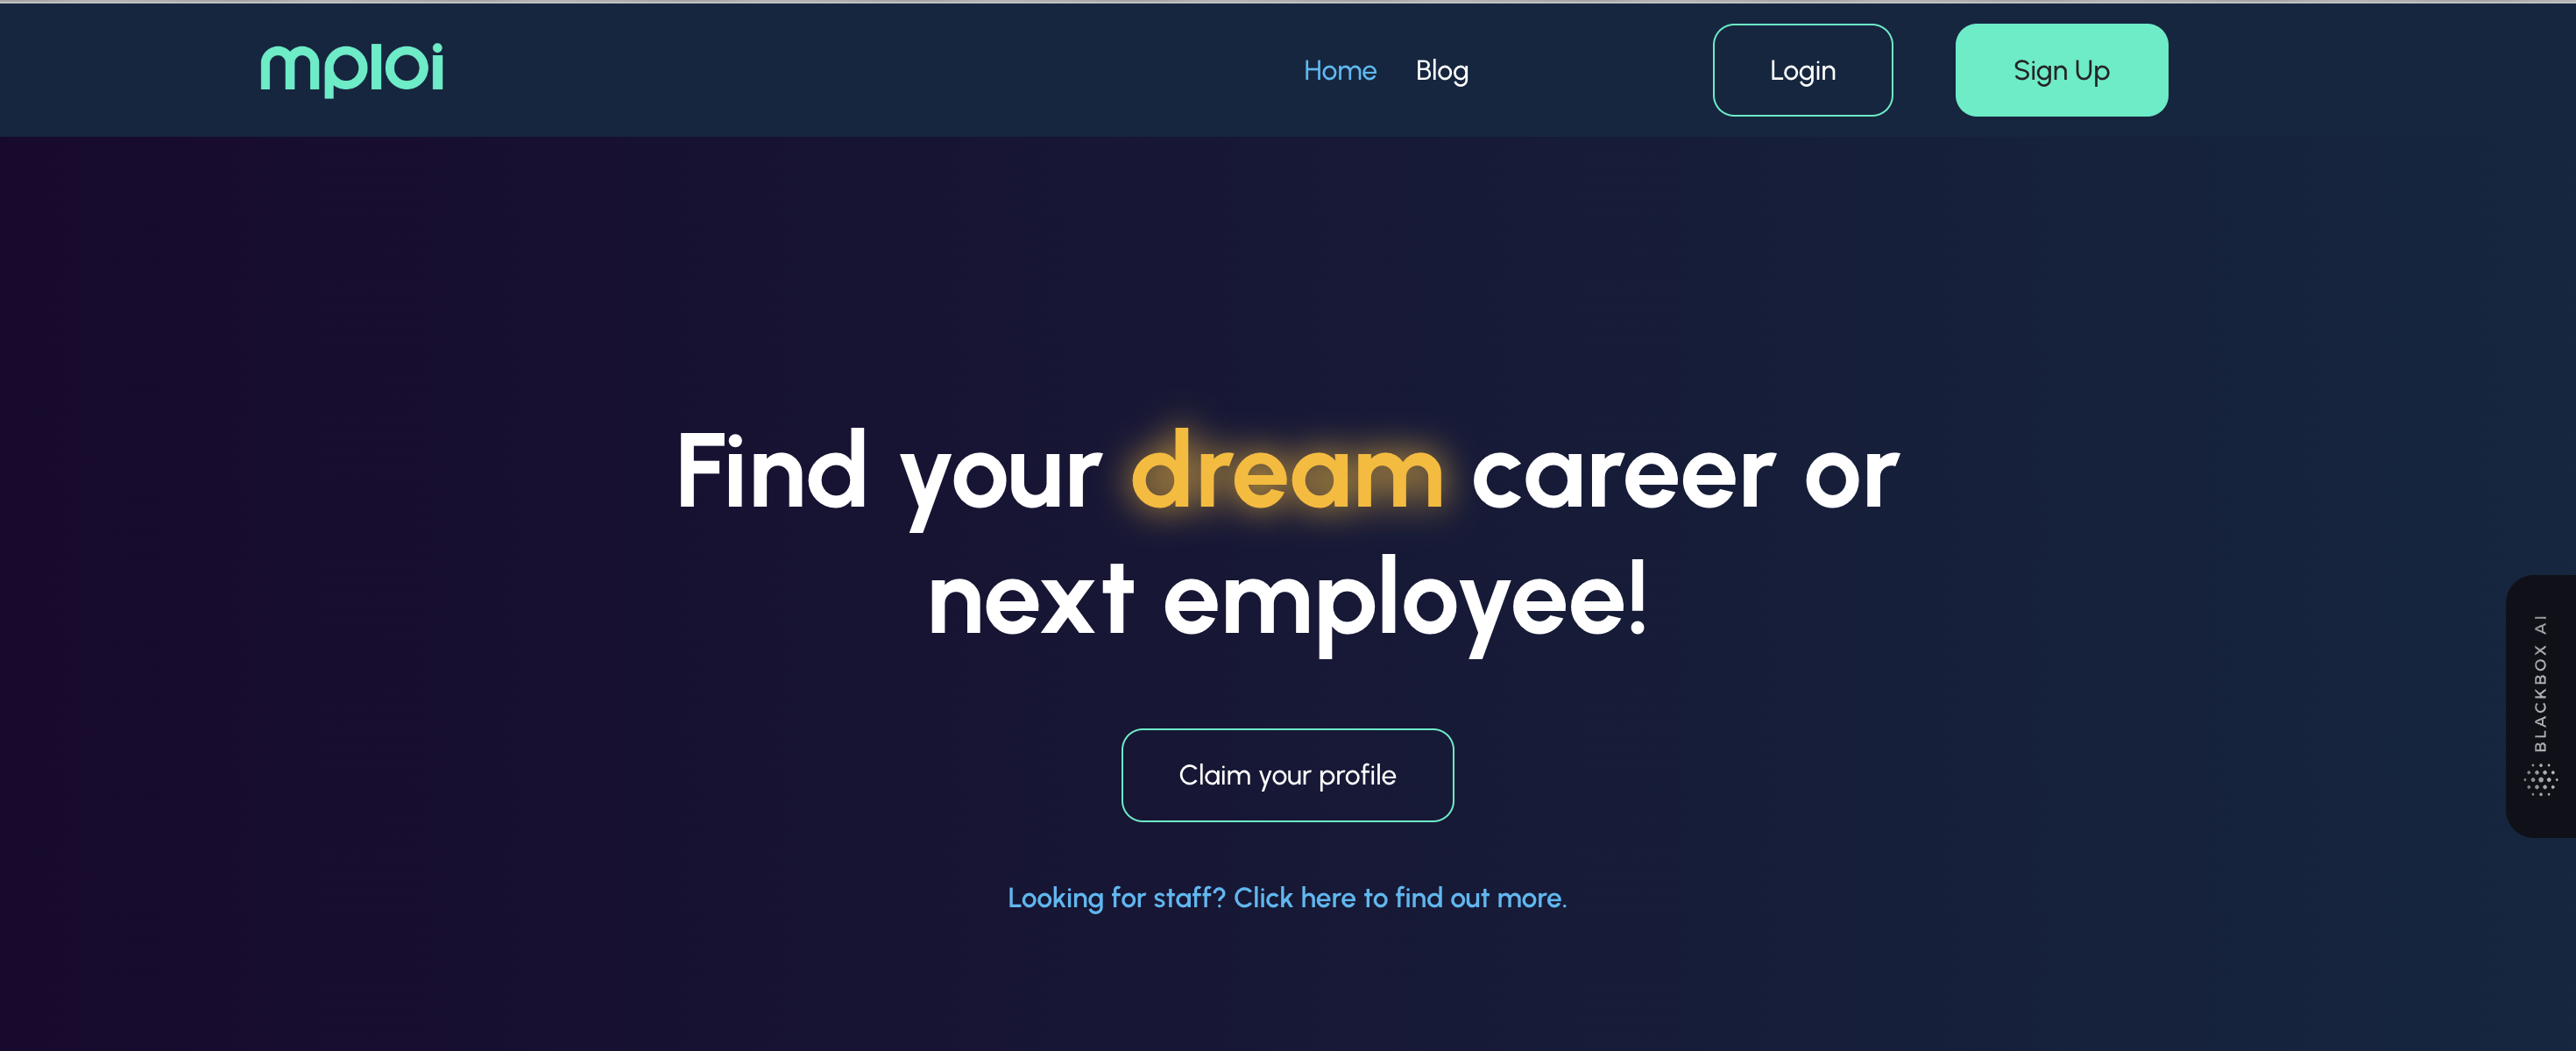 mploi
Home Blog Login Sign Up
Find your dream career or
next employee!
Claim your profile
Looking for staff? Click here to find out more.
BLACKBOX AI